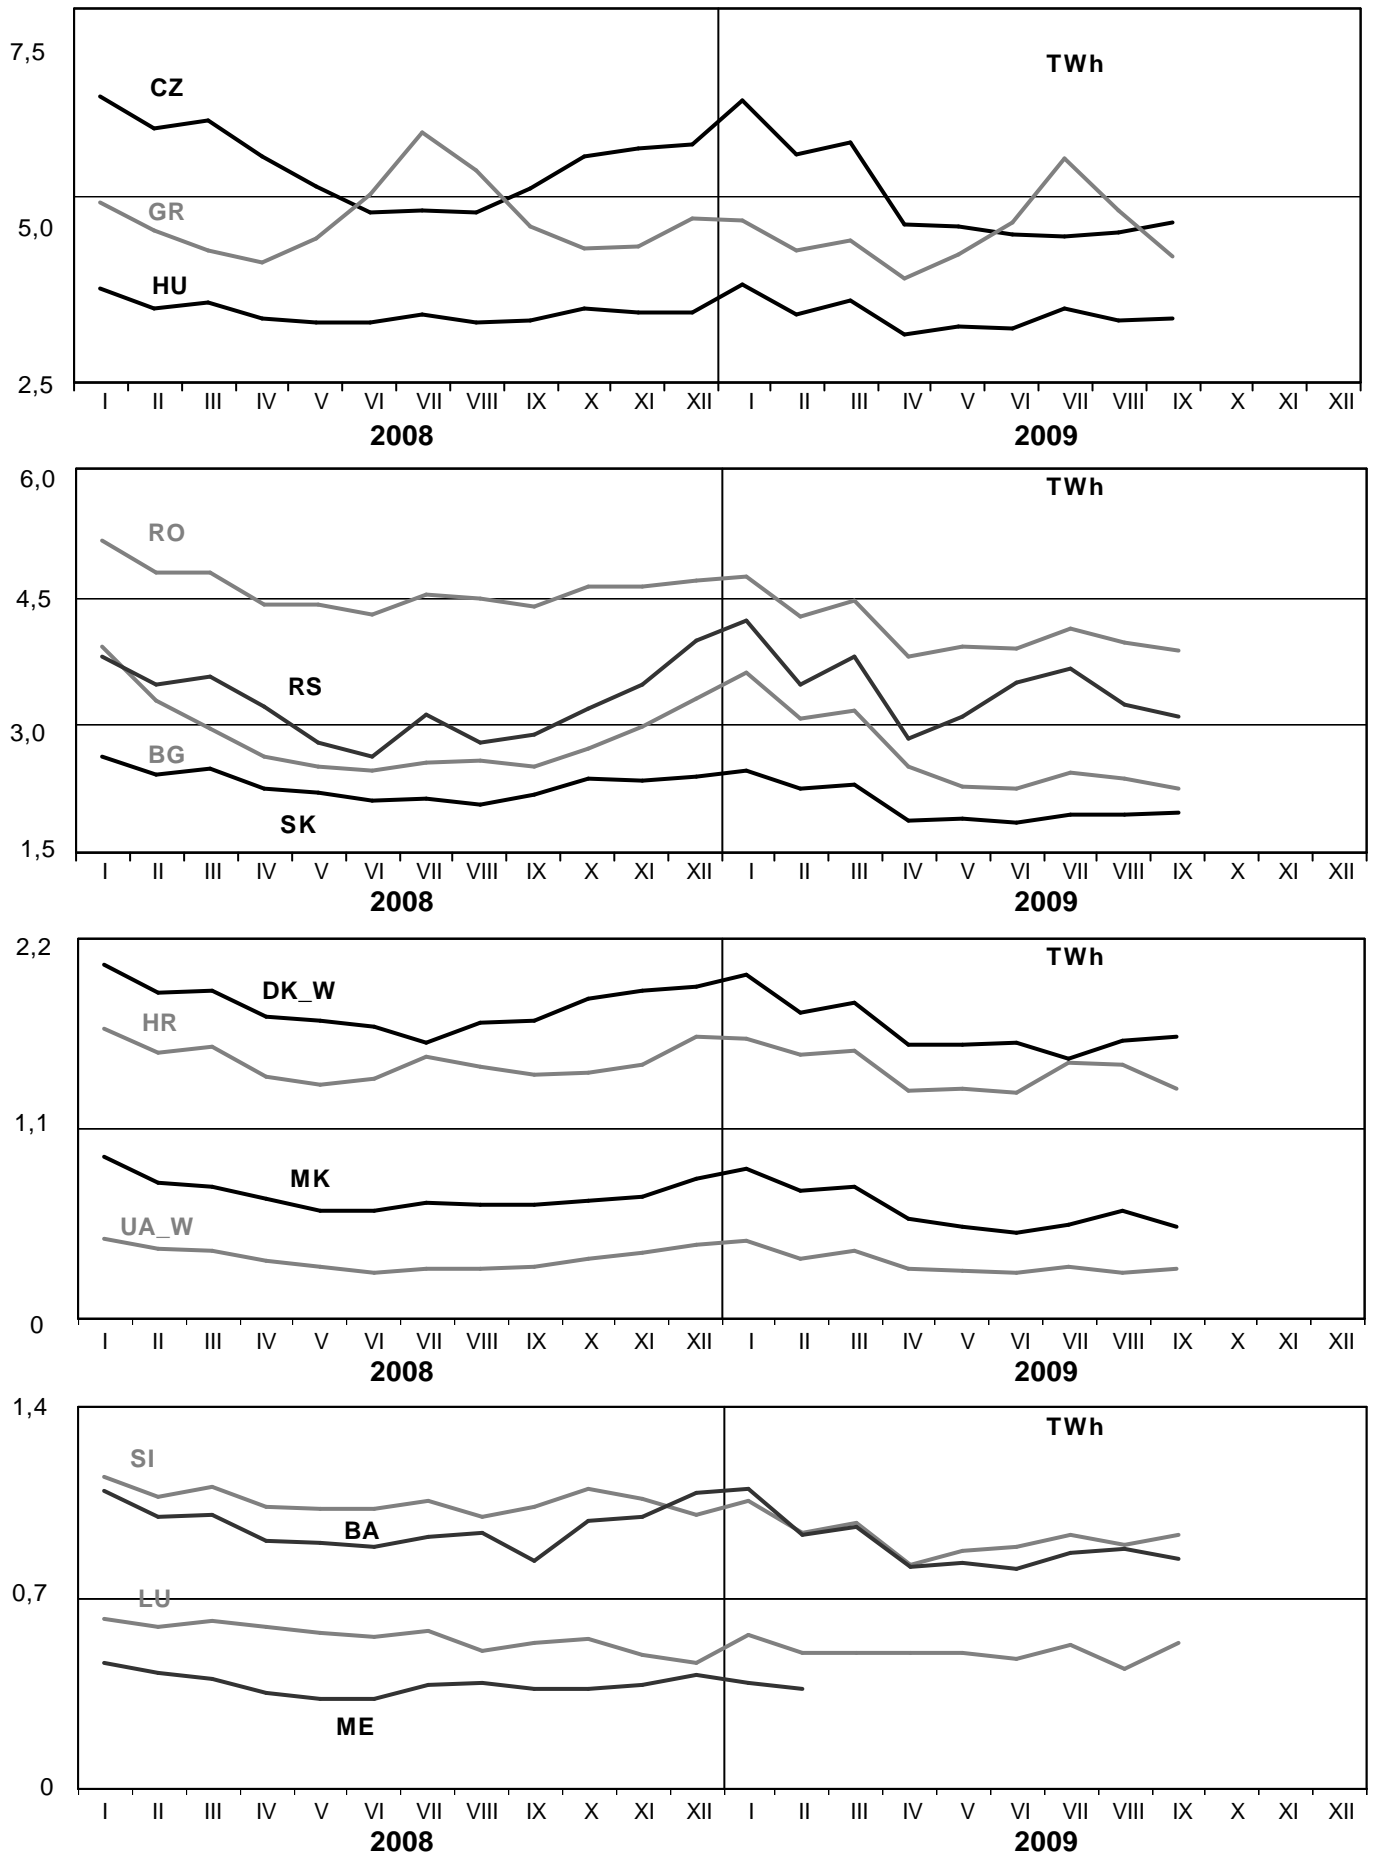 7,5
TWh
CZ
GR
5,0
HU
2,5
I II III IV V VI VII VIII IX X XI XII I II III IV V VI VII VIII IX X XI XII
2008 2009
6,0
TWh
RO
4,5
RS
3,0
BG
SK
1,5
I II III IV V VI VII VIII IX X XI XII I II III IV V VI VII VIII IX X XI XII
2008 2009
2,2
TWh
DK_W
HR
1,1
MK
UA_W
0
I II III IV V VI VII VIII IX X XI XII I II III IV V VI VII VIII IX X XI XII
2008 2009
1,4
TWh
SI
BA
0,7
LU
ME
0
I II III IV V VI VII VIII IX X XI XII I II III IV V VI VII VIII IX X XI XII
2008 2009